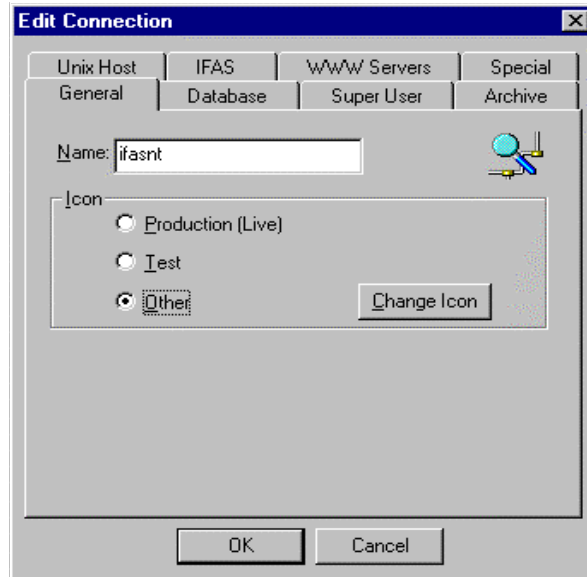 Edit Connection
Unix Host IFAS WWW Servers Special
General Database Super User Archive
Name: ifasnt
Icon
Production (Live)
Test
Other Change Icon
OK Cancel